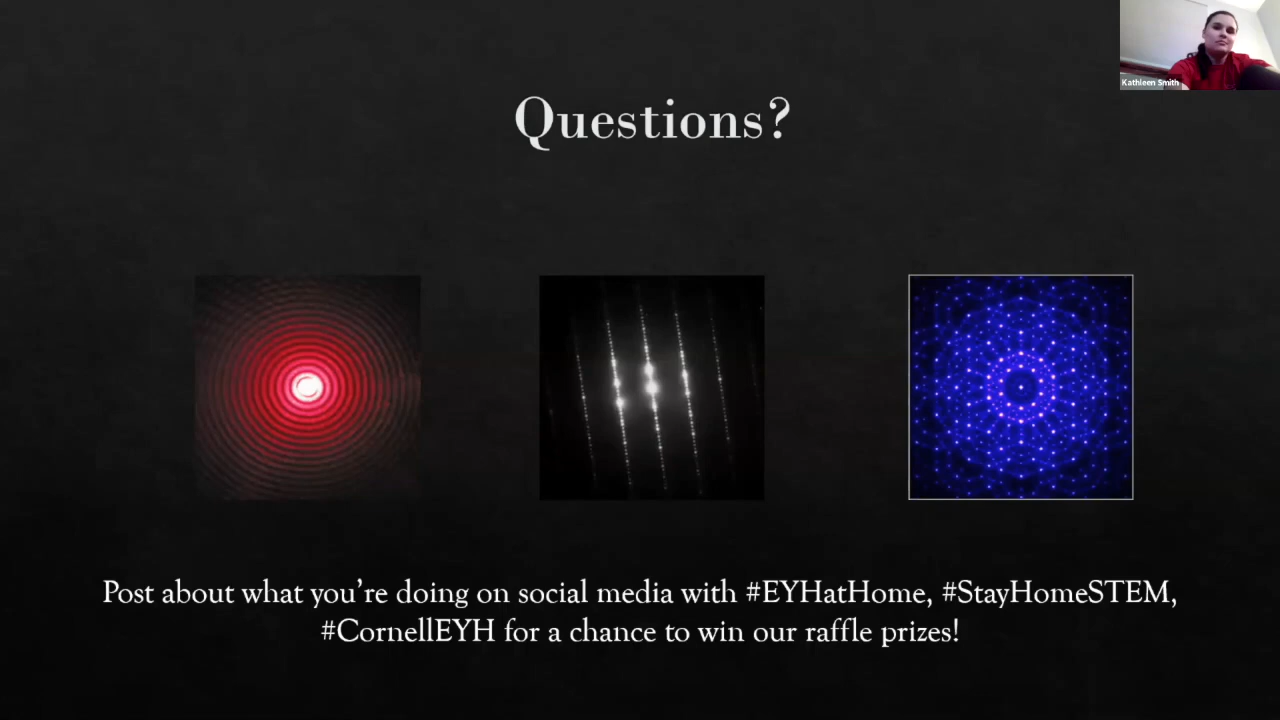 Kathleen Smith
Questions?
Post about what you're doing on social media with #EYHatHome, #StayHomeSTEM,
#CornellEYH for a chance to win our raffle prizes!